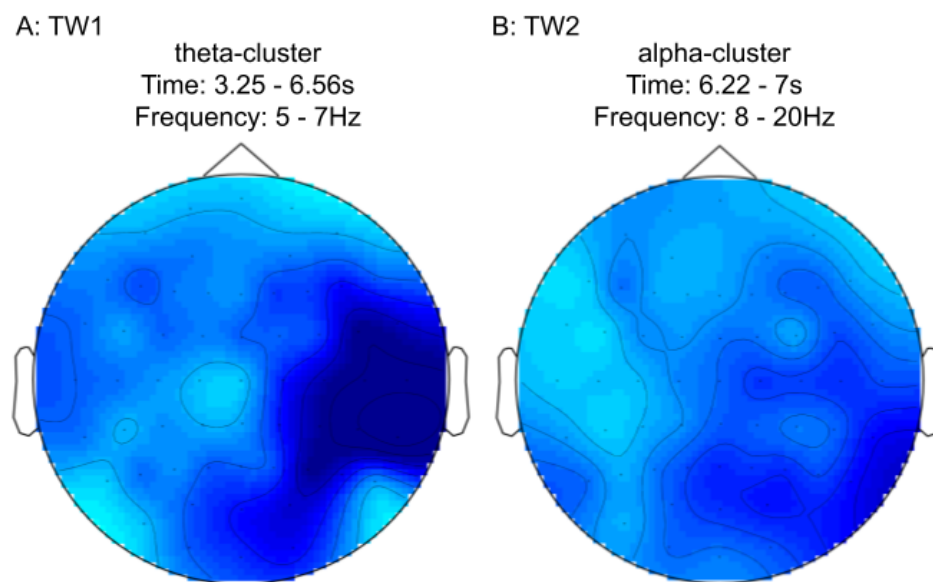 A: TW1
theta-cluster
Time: 3.25 - 6.56s
Frequency: 5 - 7Hz
B: TW2
alpha-cluster
Time: 6.22 - 7s
Frequency: 8 - 20Hz